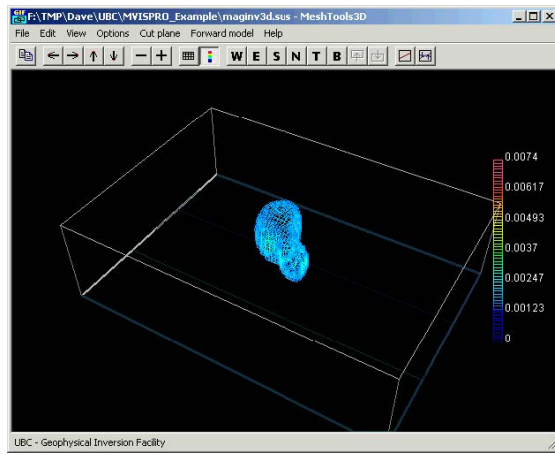 F:\TMP\Dave\UBC\MVISPRO_Example\maginv3d.sus - MeshTools3D
File Edit View Options Cut plane Forward model Help
W E S N T B
0.0074
0.00617
0.00493
0.0037
0.00247
0.00123
0
UBC - Geophysical Inversion Facility